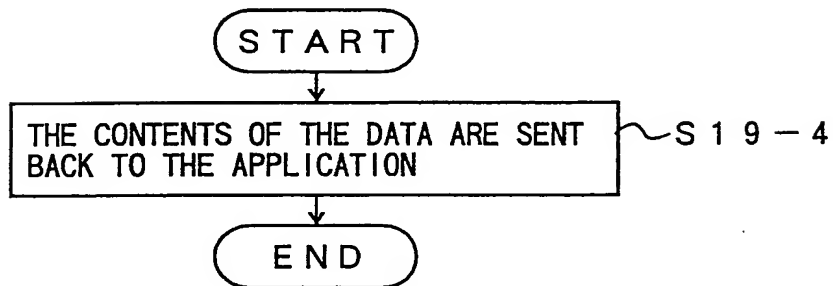 START
THE CONTENTS OF THE DATA ARE SENT
BACK TO THE APPLICATION
S19-4
END